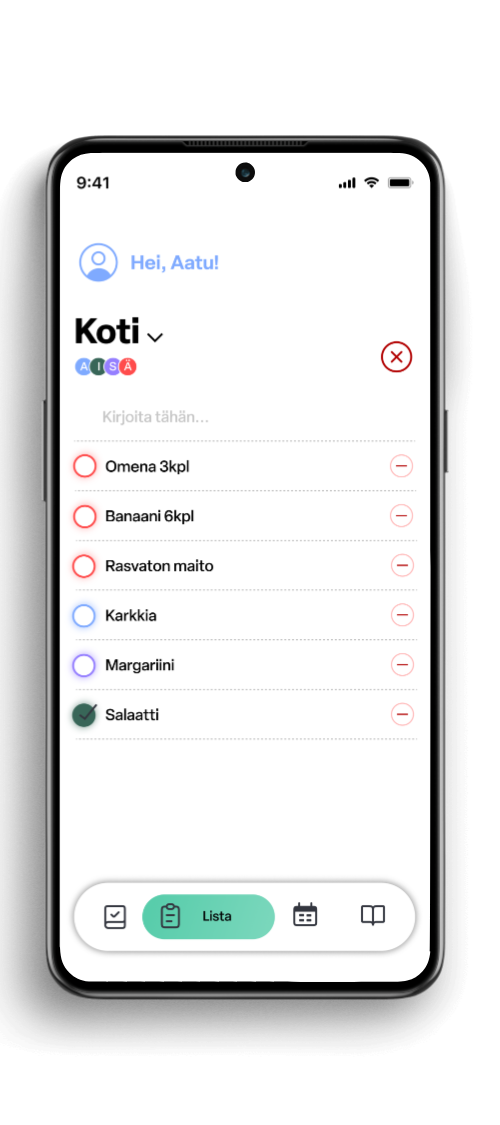 9:41
Hei, Aatu!
Koti
A I S Ä
Kirjoita tähän...
Omena 3kpl
Banaani 6kpl
Rasvaton maito
Karkkia
Margariini
Salaatti
Lista